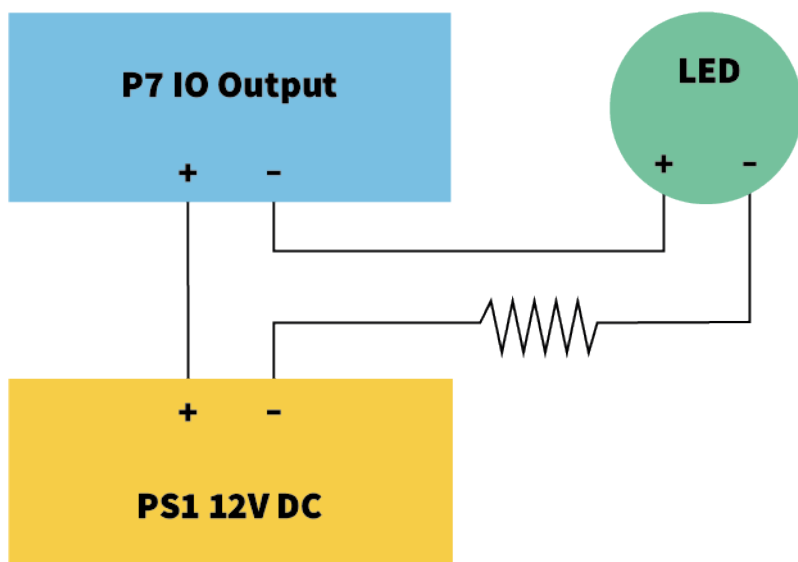 P7 IO Output
+ −
LED
+ −
+ −
PS1 12V DC